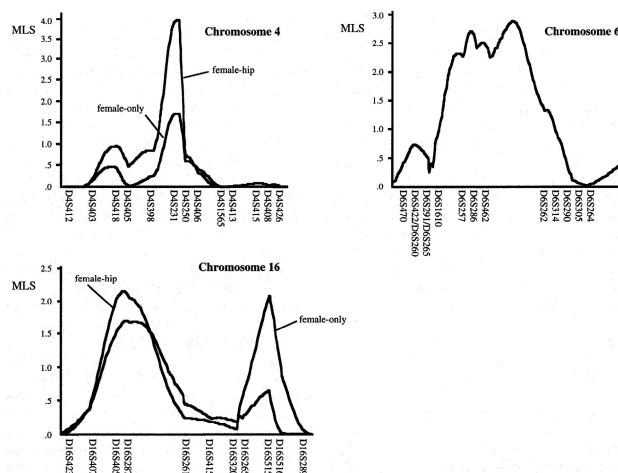 MLS
Chromosome 4
4.0
3.5
3.0
2.5
2.0
1.5
1.0
.5
0
female-hip
female-only
D4S412
D4S403
D4S418
D4S405
D4S398
D4S231
D4S250
D4S406
D4S1565
D4S413
D4S415
D4S408
D4S426
MLS
Chromosome 6
3.0
2.5
2.0
1.5
1.0
.5
0
D6S470
D6S422/D6S260
D6S291/D6S265
D6S1610
D6S257
D6S286
D6S462
D6S262
D6S314
D6S290
D6S305
D6S264
MLS
Chromosome 16
2.5
2.0
1.5
1.0
.5
0
female-hip
female-only
D16S515
D16S516